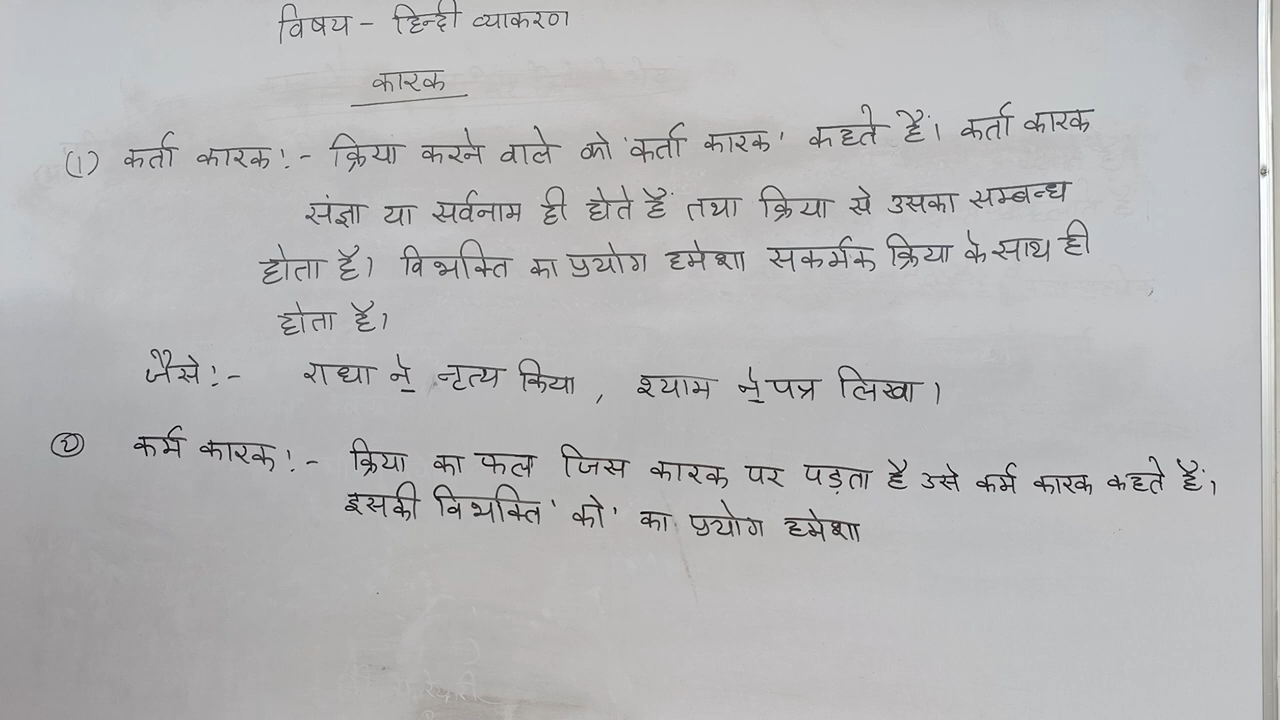 विषय - हिन्दी व्याकरण
कारक
(1) कर्ता कारक :- क्रिया करने वाले को 'कर्ता कारक' कहते हैं। कर्ता कारक
संज्ञा या सर्वनाम ही होते हैं तथा क्रिया से उसका सम्बन्ध
होता है। विभक्ति का प्रयोग हमेशा सकर्मक क्रिया के साथ ही
होता है।
जैसे :- राधा ने नृत्य किया , श्याम ने पत्र लिखा।
(2) कर्म कारक :- क्रिया का फल जिस कारक पर पड़ता है उसे कर्म कारक कहते हैं।
इसकी विभक्ति 'को' का प्रयोग हमेशा